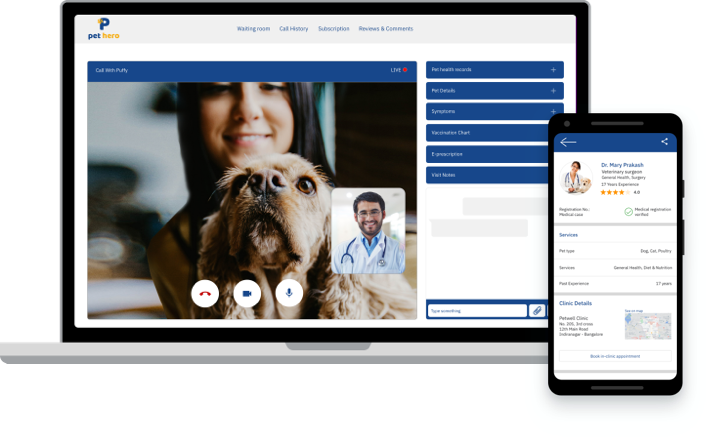 pet hero
Waiting room Call History Subscription Reviews & Comments
Call With Puffy LIVE
Pet health records
Pet Details
Symptoms
Vaccination Chart
E-prescription
Visit Notes
Type something
Dr. Mary Prakash
Veterinary surgeon
General Health, Surgery
17 Years Experience
4.0
Registration No.
Medical registration
verified
Services
Pet type Dog, Cat, Poultry
Services General Health, Diet & Nutrition
Past Experience 17 years
Clinic Details
See on map
Petwell Clinic
No. 205, 3rd cross
12th Main Road
Indiranagar - Bangalore
Book in-clinic appointment